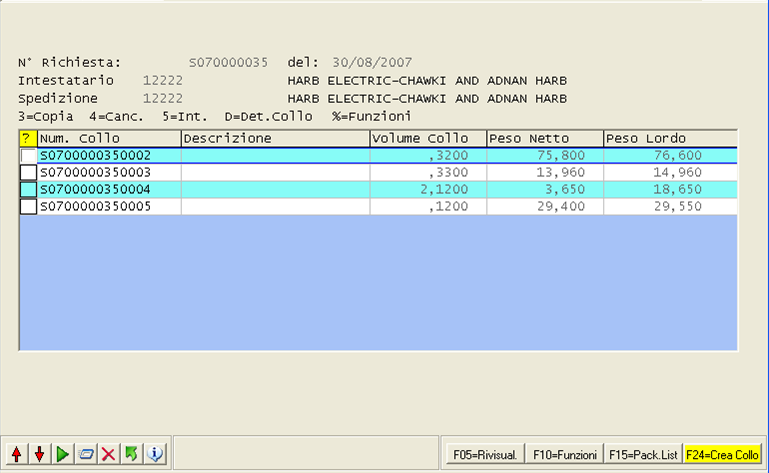 N° Richiesta: S070000035 del: 30/08/2007
Intestatario 12222 HARB ELECTRIC-CHAWKI AND ADNAN HARB
Spedizione 12222 HARB ELECTRIC-CHAWKI AND ADNAN HARB
3=Copia 4=Canc. 5=Int. D=Det.Collo %=Funzioni
? Num. Collo Descrizione Volume Collo Peso Netto Peso Lordo
S0700000350002 ,3200 75,800 76,600
S0700000350003 ,3300 13,960 14,960
S0700000350004 2,1200 3,650 18,650
S0700000350005 ,1200 29,400 29,550
F05=Rivisual. F10=Funzioni F15=Pack.List F24=Crea Collo